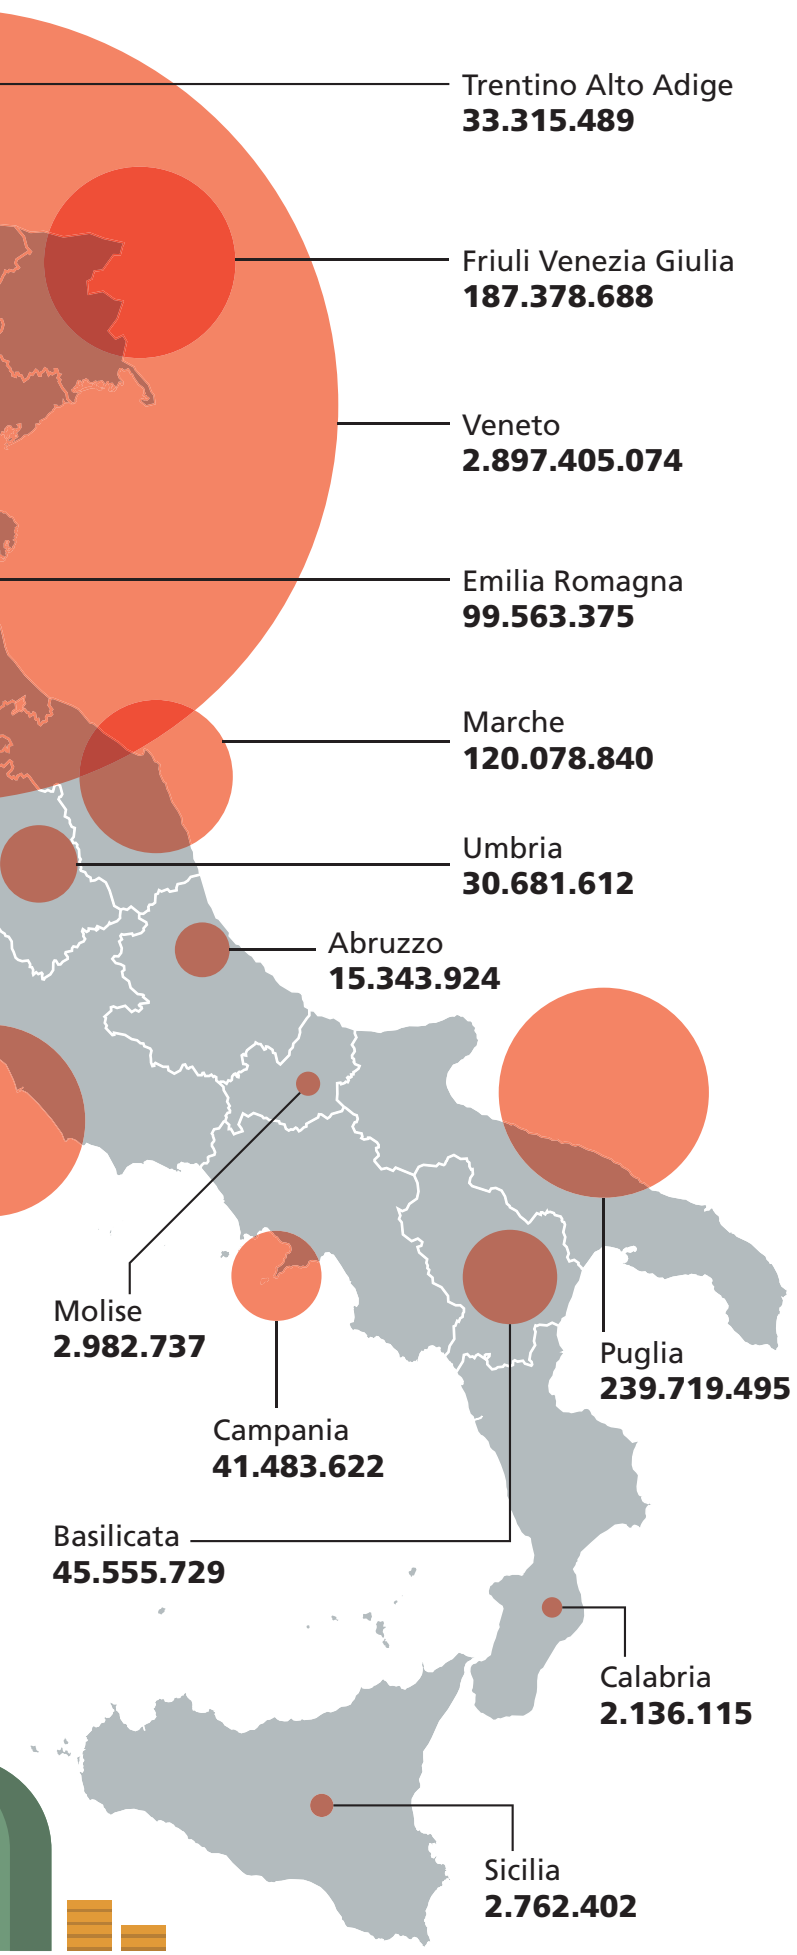 Trentino Alto Adige
33.315.489
Friuli Venezia Giulia
187.378.688
Veneto
2.897.405.074
Emilia Romagna
99.563.375
Marche
120.078.840
Umbria
30.681.612
Abruzzo
15.343.924
Molise
2.982.737
Puglia
239.719.495
Campania
41.483.622
Basilicata
45.555.729
Calabria
2.136.115
Sicilia
2.762.402